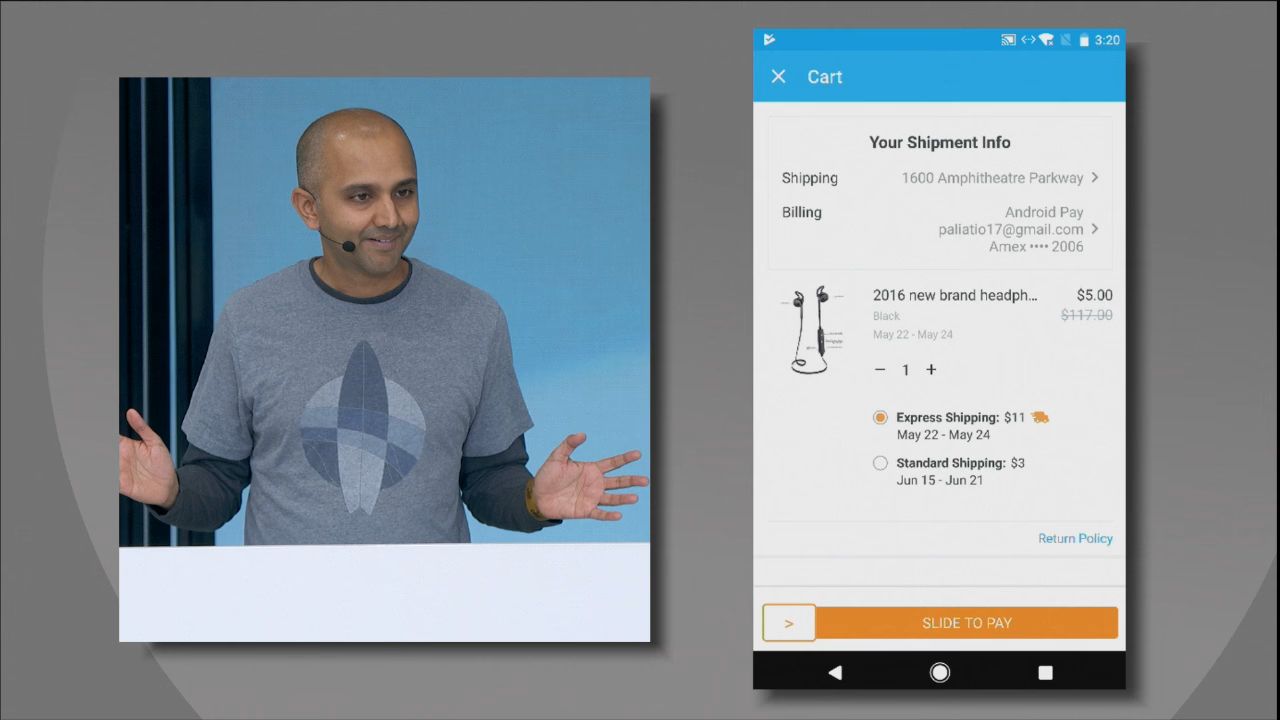 3:20
Cart
Your Shipment Info
Shipping 1600 Amphitheatre Parkway
Billing Android Pay
paliatio17@gmail.com
Amex •••• 2006
2016 new brand headph... $5.00
Black $117.00
May 22 - May 24
− 1 +
Express Shipping: $11
May 22 - May 24
Standard Shipping: $3
Jun 15 - Jun 21
Return Policy
> SLIDE TO PAY